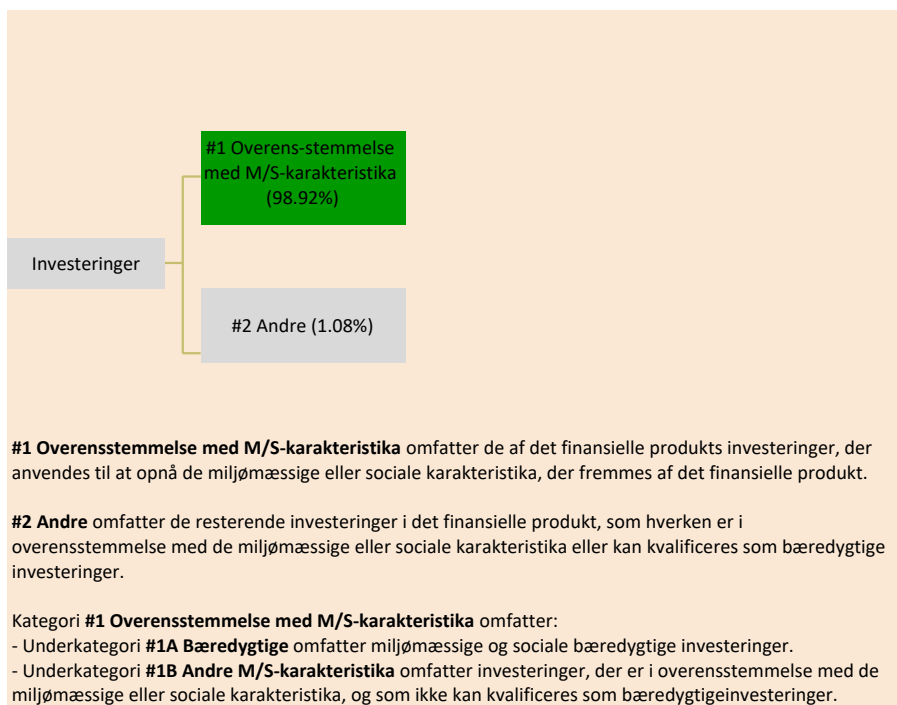 #1 Overens-stemmelse
med M/S-karakteristika
(98.92%)
Investeringer
#2 Andre (1.08%)
#1 Overensstemmelse med M/S-karakteristika omfatter de af det finansielle produkts investeringer, der
anvendes til at opnå de miljømæssige eller sociale karakteristika, der fremmes af det finansielle produkt.
#2 Andre omfatter de resterende investeringer i det finansielle produkt, som hverken er i
overensstemmelse med de miljømæssige eller sociale karakteristika eller kan kvalificeres som bæredygtige
investeringer.
Kategori #1 Overensstemmelse med M/S-karakteristika omfatter:
- Underkategori #1A Bæredygtige omfatter miljømæssige og sociale bæredygtige investeringer.
- Underkategori #1B Andre M/S-karakteristika omfatter investeringer, der er i overensstemmelse med de
miljømæssige eller sociale karakteristika, og som ikke kan kvalificeres som bæredygtigeinvesteringer.